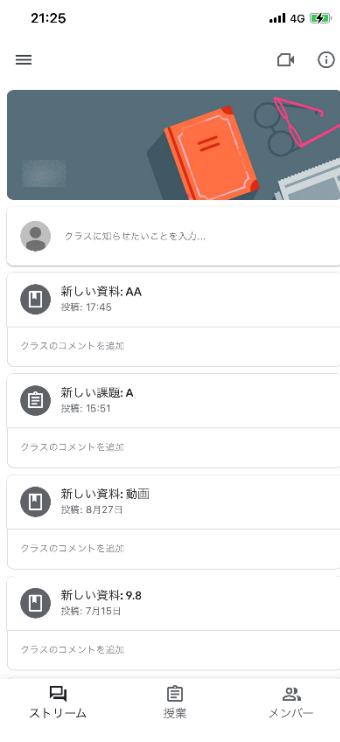 21:25
4G
クラスに知らせたいことを入力...
新しい資料: AA
投稿: 17:45
クラスのコメントを追加
新しい課題: A
投稿: 15:51
クラスのコメントを追加
新しい資料: 動画
投稿: 8月27日
クラスのコメントを追加
新しい資料: 9.8
投稿: 7月15日
クラスのコメントを追加
ストリーム
授業
メンバー